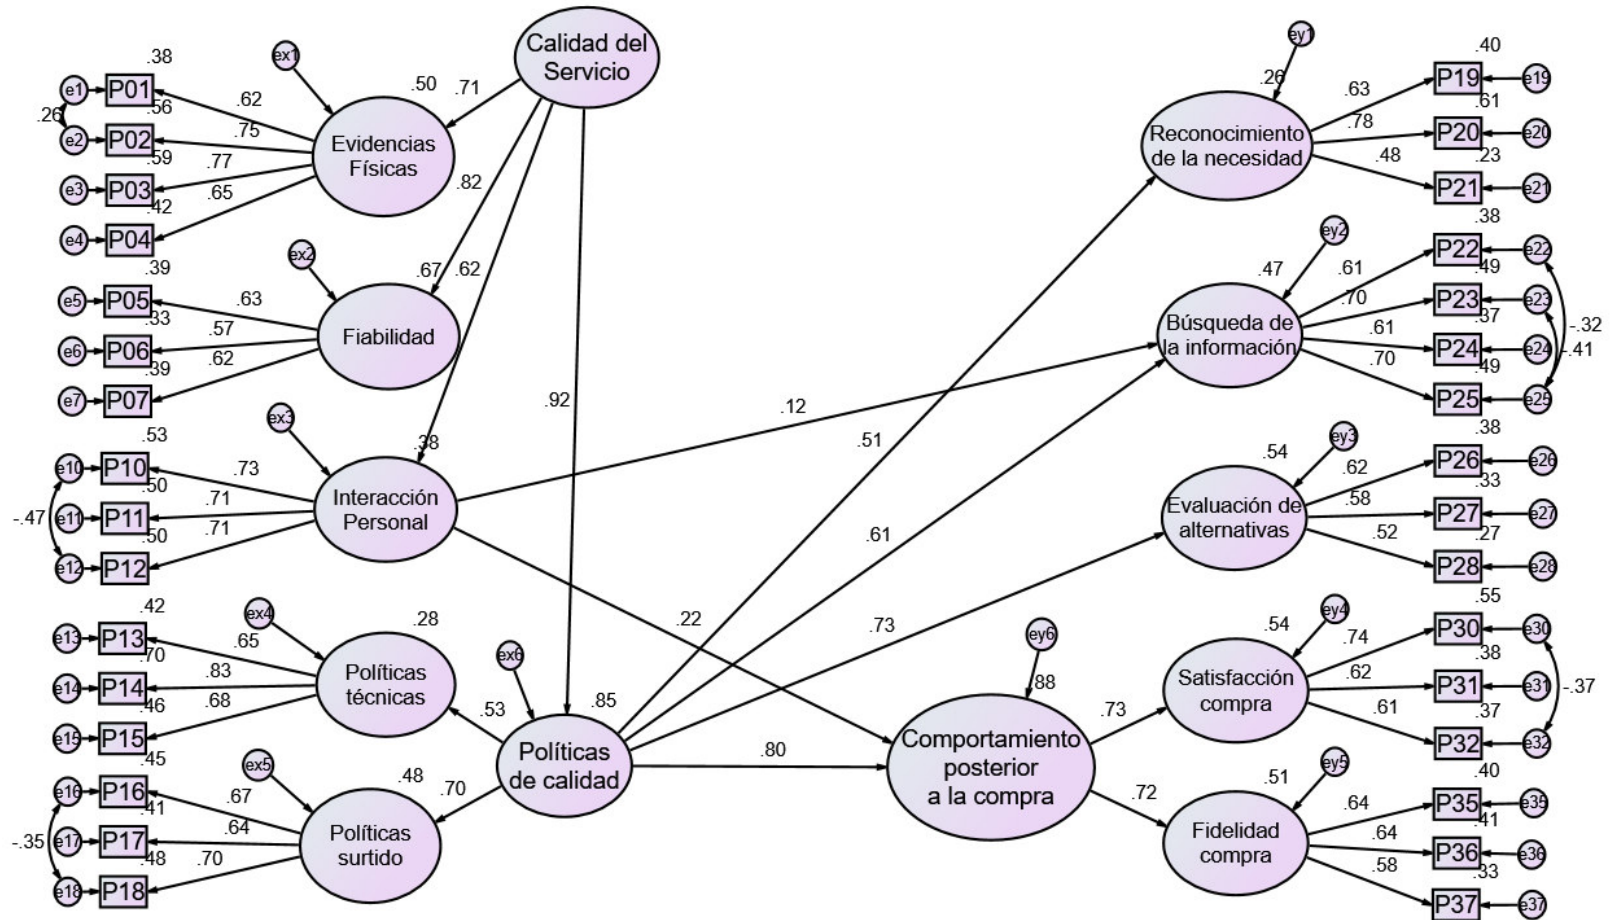 Calidad del
Servicio
.50
.71
ex1
.38
e1
P01
.62
.26
.56
e2
P02
.75
.59
e3
P03
.77
.42
e4
P04
.65
Evidencias
Físicas
.82
ex2
.39
e5
P05
.63
.33
e6
P06
.57
.39
e7
P07
.62
.67
.62
Fiabilidad
.92
ex3
.38
.53
e10
P10
.73
.50
e11
P11
.71
.50
e12
P12
.71
-.47
Interacción
Personal
.12
.22
ex4
.28
.42
e13
P13
.65
.70
e14
P14
.83
.46
e15
P15
.68
Políticas
técnicas
ex5
.48
.45
e16
P16
.67
.41
e17
P17
.64
.48
e18
P18
.70
-.35
Políticas
surtido
ex6
.85
.53
.70
Políticas
de calidad
.51
.61
.73
.80
ey6
.88
Comportamiento
posterior
a la compra
.73
.72
ey1
.26
Reconocimiento
de la necesidad
.40
.63
P19
e19
.61
.78
P20
e20
.23
.48
P21
e21
ey2
.47
Búsqueda de
la información
.38
.61
P22
e22
.49
.70
P23
e23
.37
.61
P24
e24
.49
.70
P25
e25
-.32
-.41
ey3
.54
Evaluación de
alternativas
.38
.62
P26
e26
.33
.58
P27
e27
.27
.52
P28
e28
ey4
.54
Satisfacción
compra
.55
.74
P30
e30
.38
.62
P31
e31
.37
.61
P32
e32
-.37
ey5
.51
Fidelidad
compra
.40
.64
P35
e35
.41
.64
P36
e36
.33
.58
P37
e37